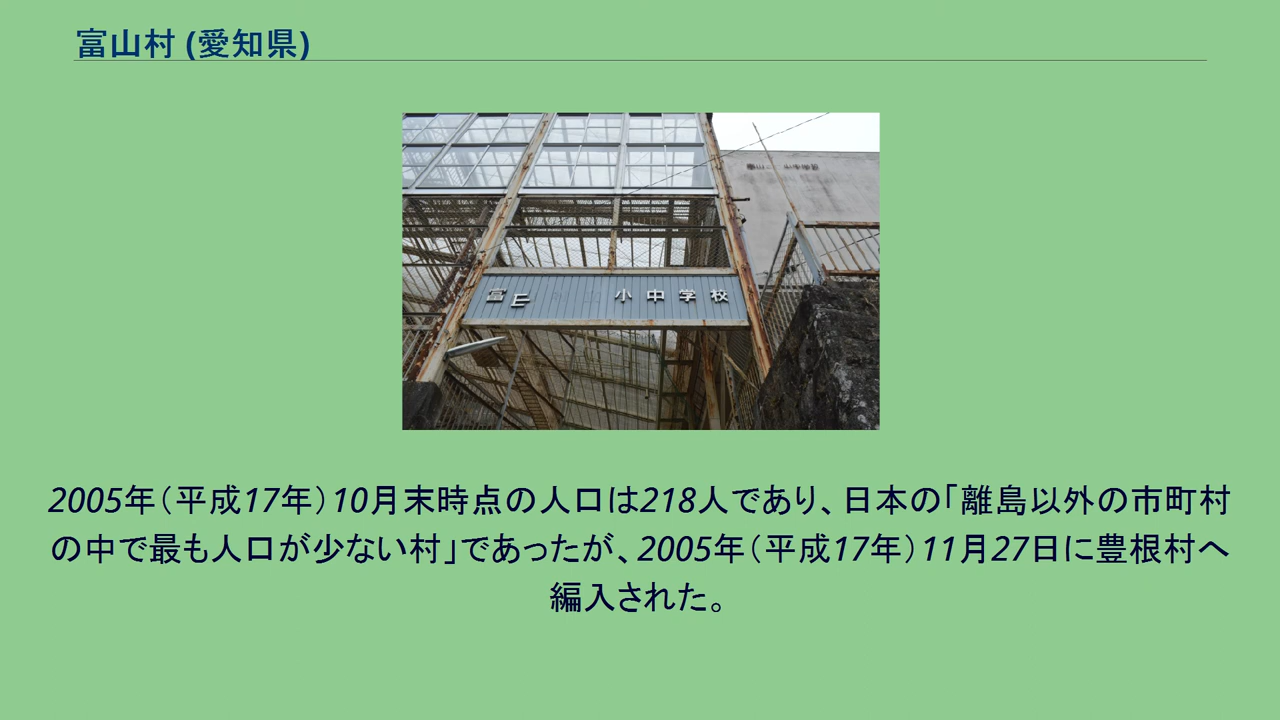 富山村 (愛知県)
小中学校
2005年（平成17年）10月末時点の人口は218人であり、日本の「離島以外の市町村
の中で最も人口が少ない村」であったが、2005年（平成17年）11月27日に豊根村へ
編入された。